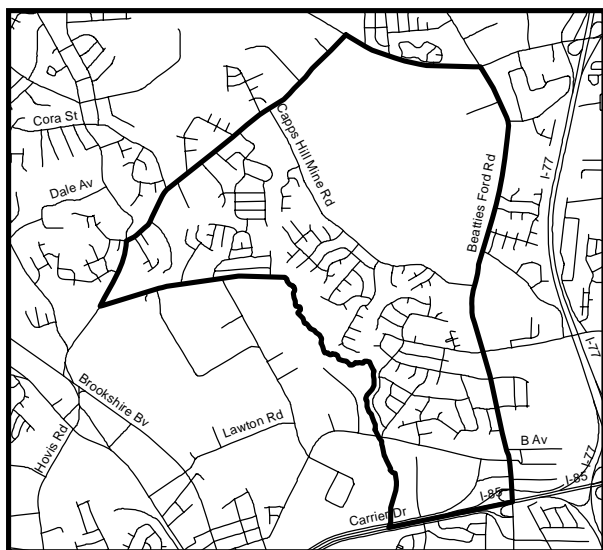 Cora St
Capps Hill Mine Rd
Dale Av
I-77
Beatties Ford Rd
I-77
Brookshire Bv
Lawton Rd
B Av
Hovis Rd
I-77
I-85
I-85
Carrier Dr